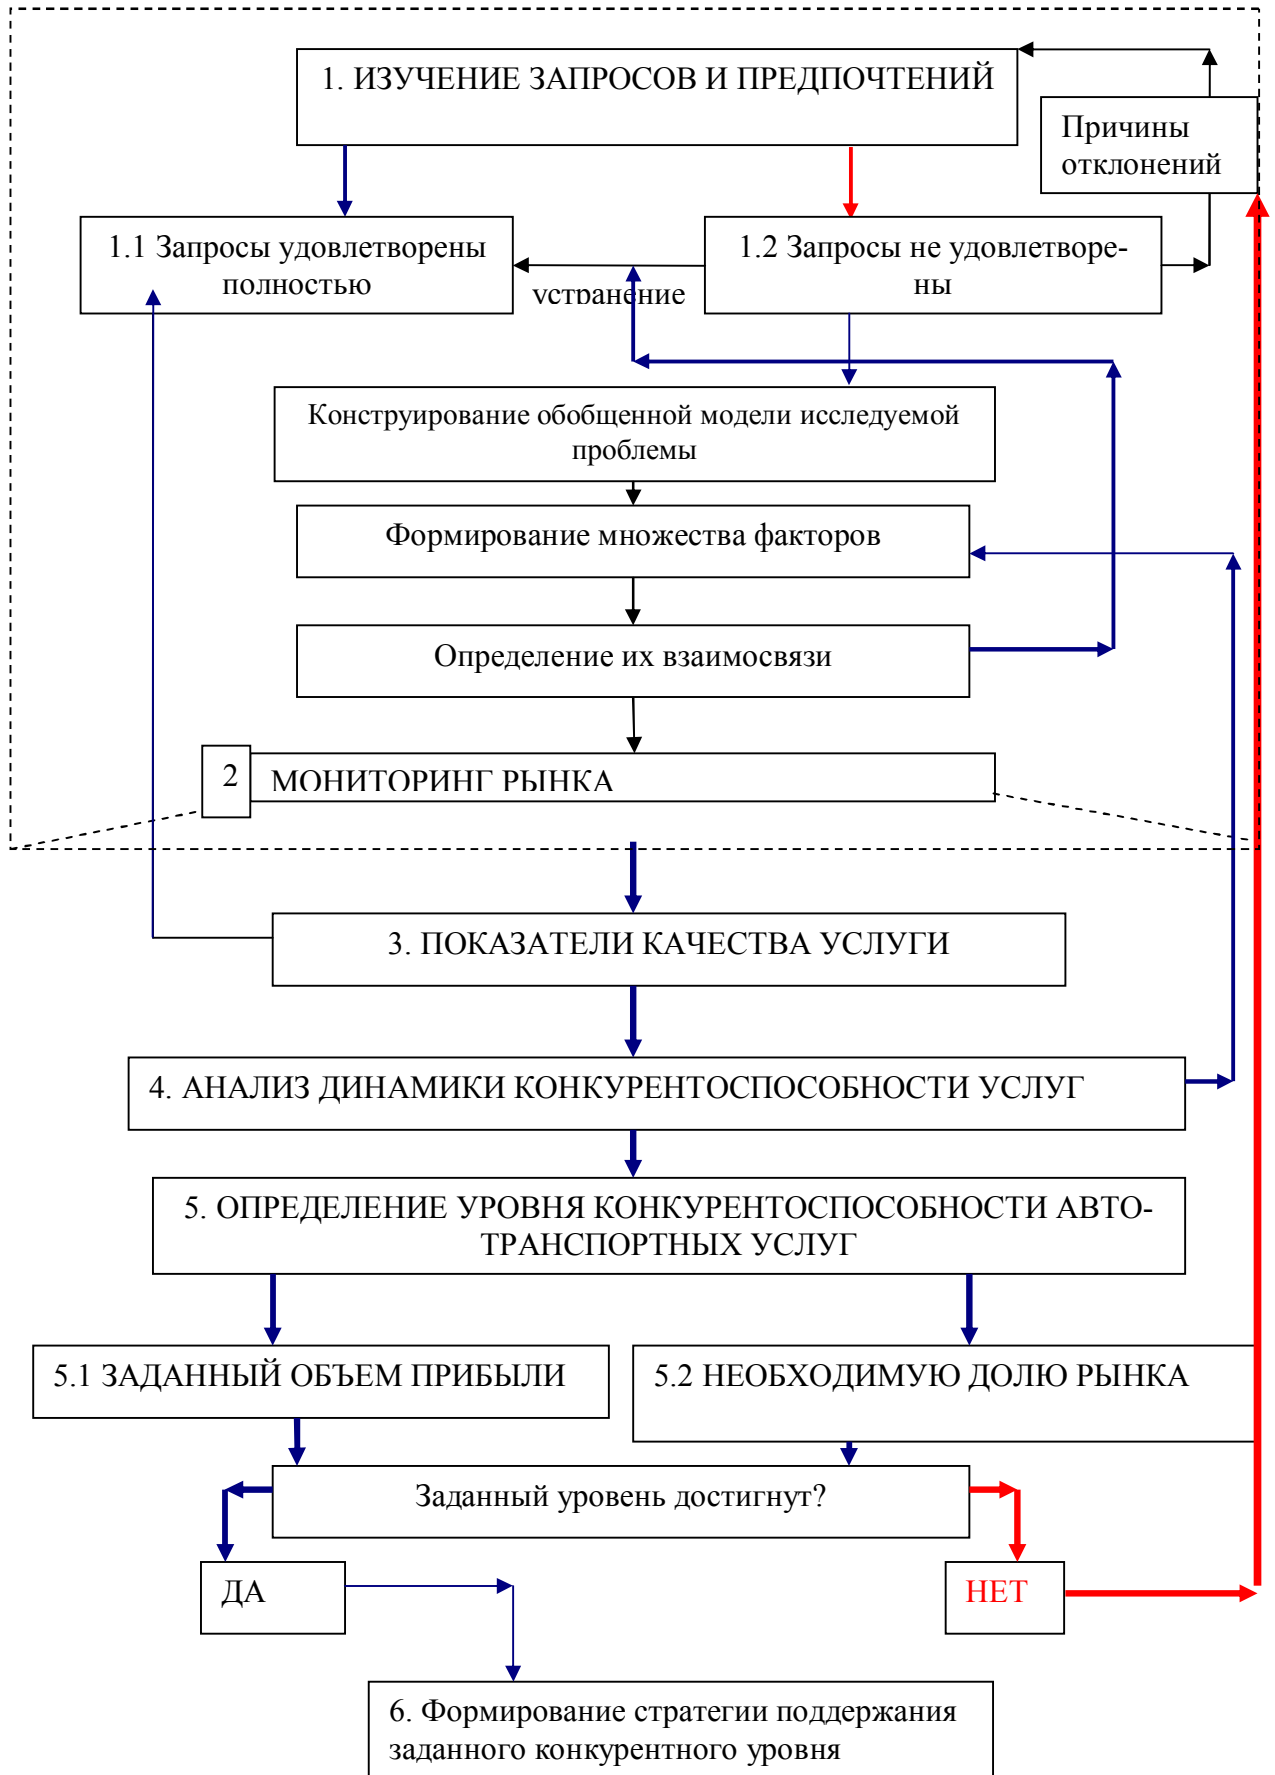 1. ИЗУЧЕНИЕ ЗАПРОСОВ И ПРЕДПОЧТЕНИЙ
Причины
отклонений
1.1 Запросы удовлетворены
полностью
устранение
1.2 Запросы не удовлетворе-
ны
Конструирование обобщенной модели исследуемой
проблемы
Формирование множества факторов
Определение их взаимосвязи
2
МОНИТОРИНГ РЫНКА
3. ПОКАЗАТЕЛИ КАЧЕСТВА УСЛУГИ
4. АНАЛИЗ ДИНАМИКИ КОНКУРЕНТОСПОСОБНОСТИ УСЛУГ
5. ОПРЕДЕЛЕНИЕ УРОВНЯ КОНКУРЕНТОСПОСОБНОСТИ АВТО-
ТРАНСПОРТНЫХ УСЛУГ
5.1 ЗАДАННЫЙ ОБЪЕМ ПРИБЫЛИ
5.2 НЕОБХОДИМУЮ ДОЛЮ РЫНКА
Заданный уровень достигнут?
ДА
НЕТ
6. Формирование стратегии поддержания
заданного конкурентного уровня